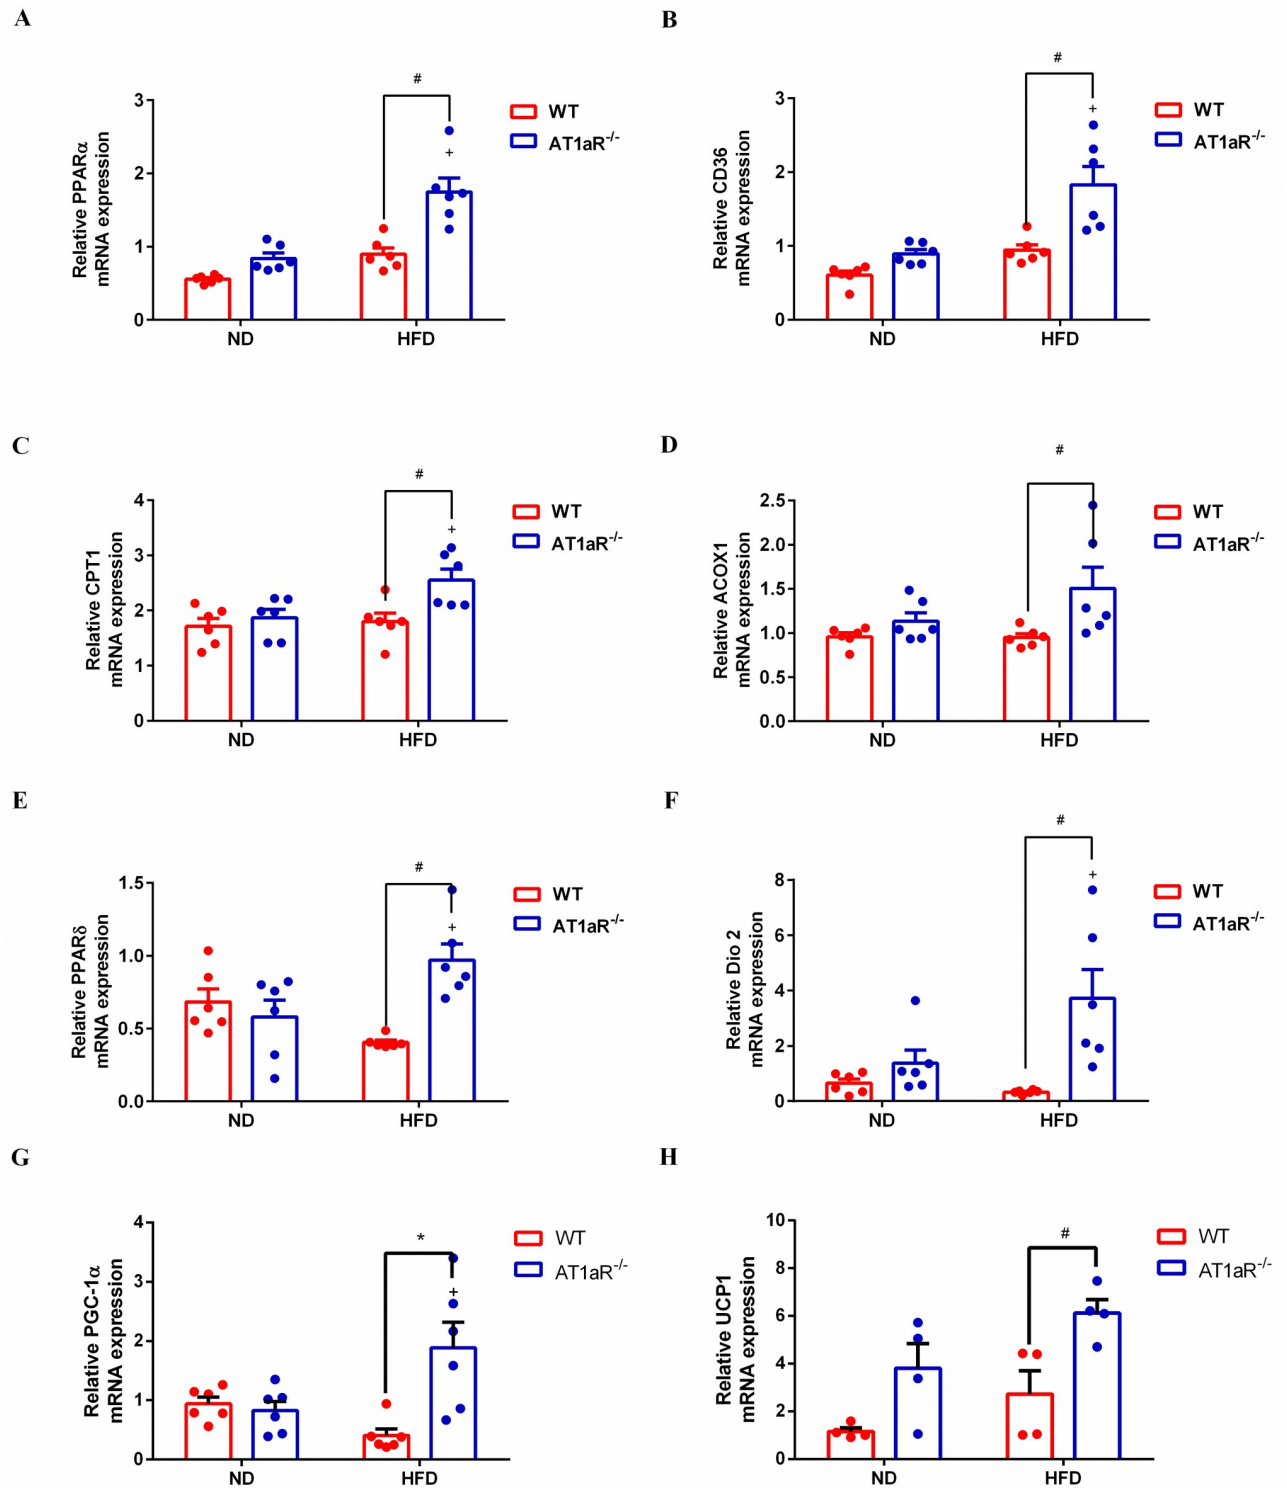 A
#
3
2
1
0
+
Relative PPARα
mRNA expression
ND
HFD
WT
AT1aR-/-
B
#
3
2
1
0
+
Relative CD36
mRNA expression
ND
HFD
WT
AT1aR-/-
C
#
4
3
2
1
0
+
Relative CPT1
mRNA expression
ND
HFD
WT
AT1aR-/-
D
#
2.5
2.0
1.5
1.0
0.5
0.0
Relative ACOX1
mRNA expression
ND
HFD
WT
AT1aR-/-
E
#
1.5
1.0
0.5
0.0
+
Relative PPARδ
mRNA expression
ND
HFD
WT
AT1aR-/-
F
#
8
6
4
2
0
+
Relative Dio 2
mRNA expression
ND
HFD
WT
AT1aR-/-
G
*
4
3
2
1
0
+
Relative PGC-1α
mRNA expression
ND
HFD
WT
AT1aR-/-
H
#
10
8
6
4
2
0
Relative UCP1
mRNA expression
ND
HFD
WT
AT1aR-/-